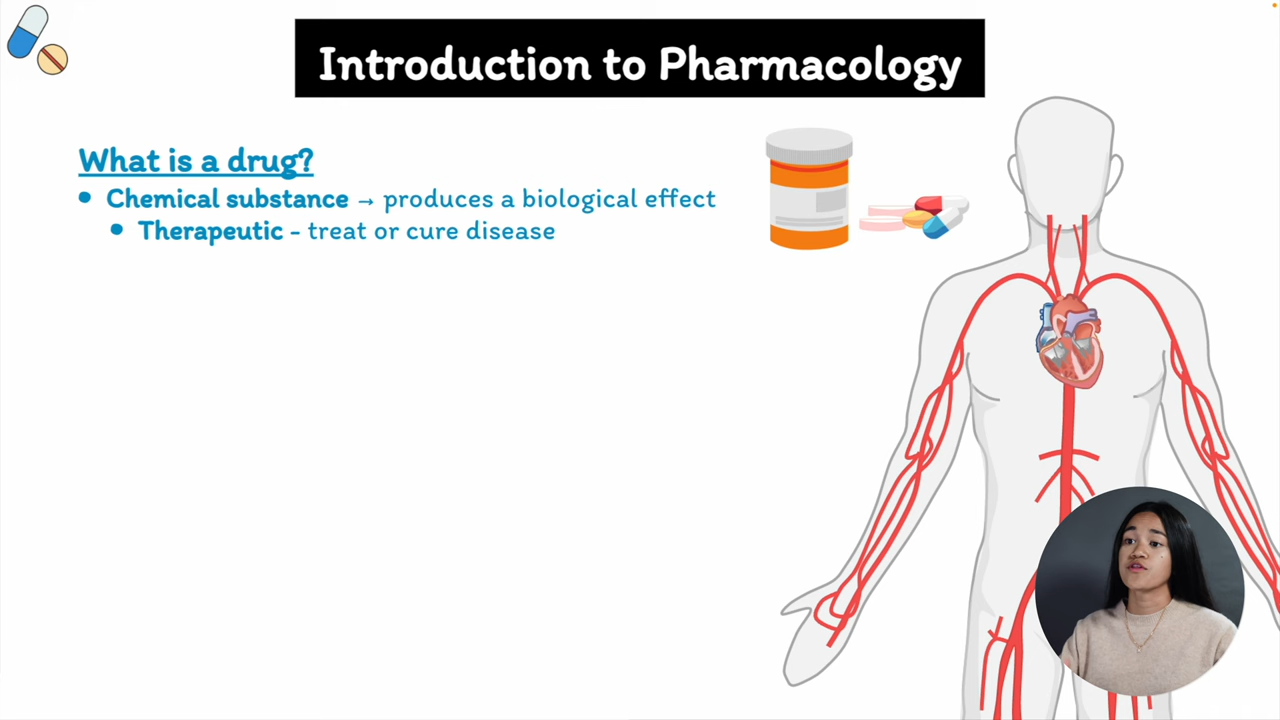 Introduction to Pharmacology
What is a drug?
• Chemical substance → produces a biological effect
• Therapeutic - treat or cure disease